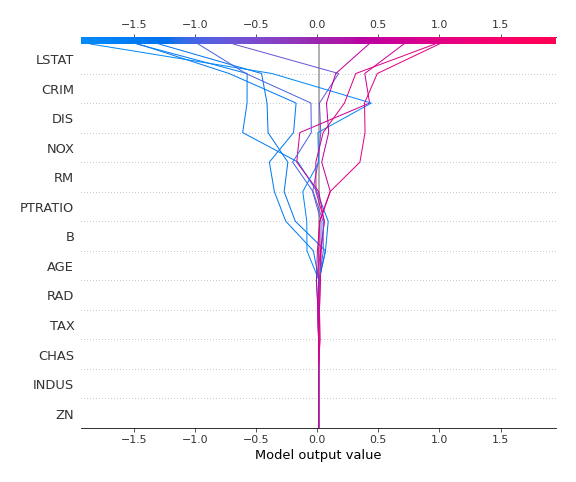 −1.5 −1.0 −0.5 0.0 0.5 1.0 1.5
LSTAT
CRIM
DIS
NOX
RM
PTRATIO
B
AGE
RAD
TAX
CHAS
INDUS
ZN
−1.5 −1.0 −0.5 0.0 0.5 1.0 1.5
Model output value